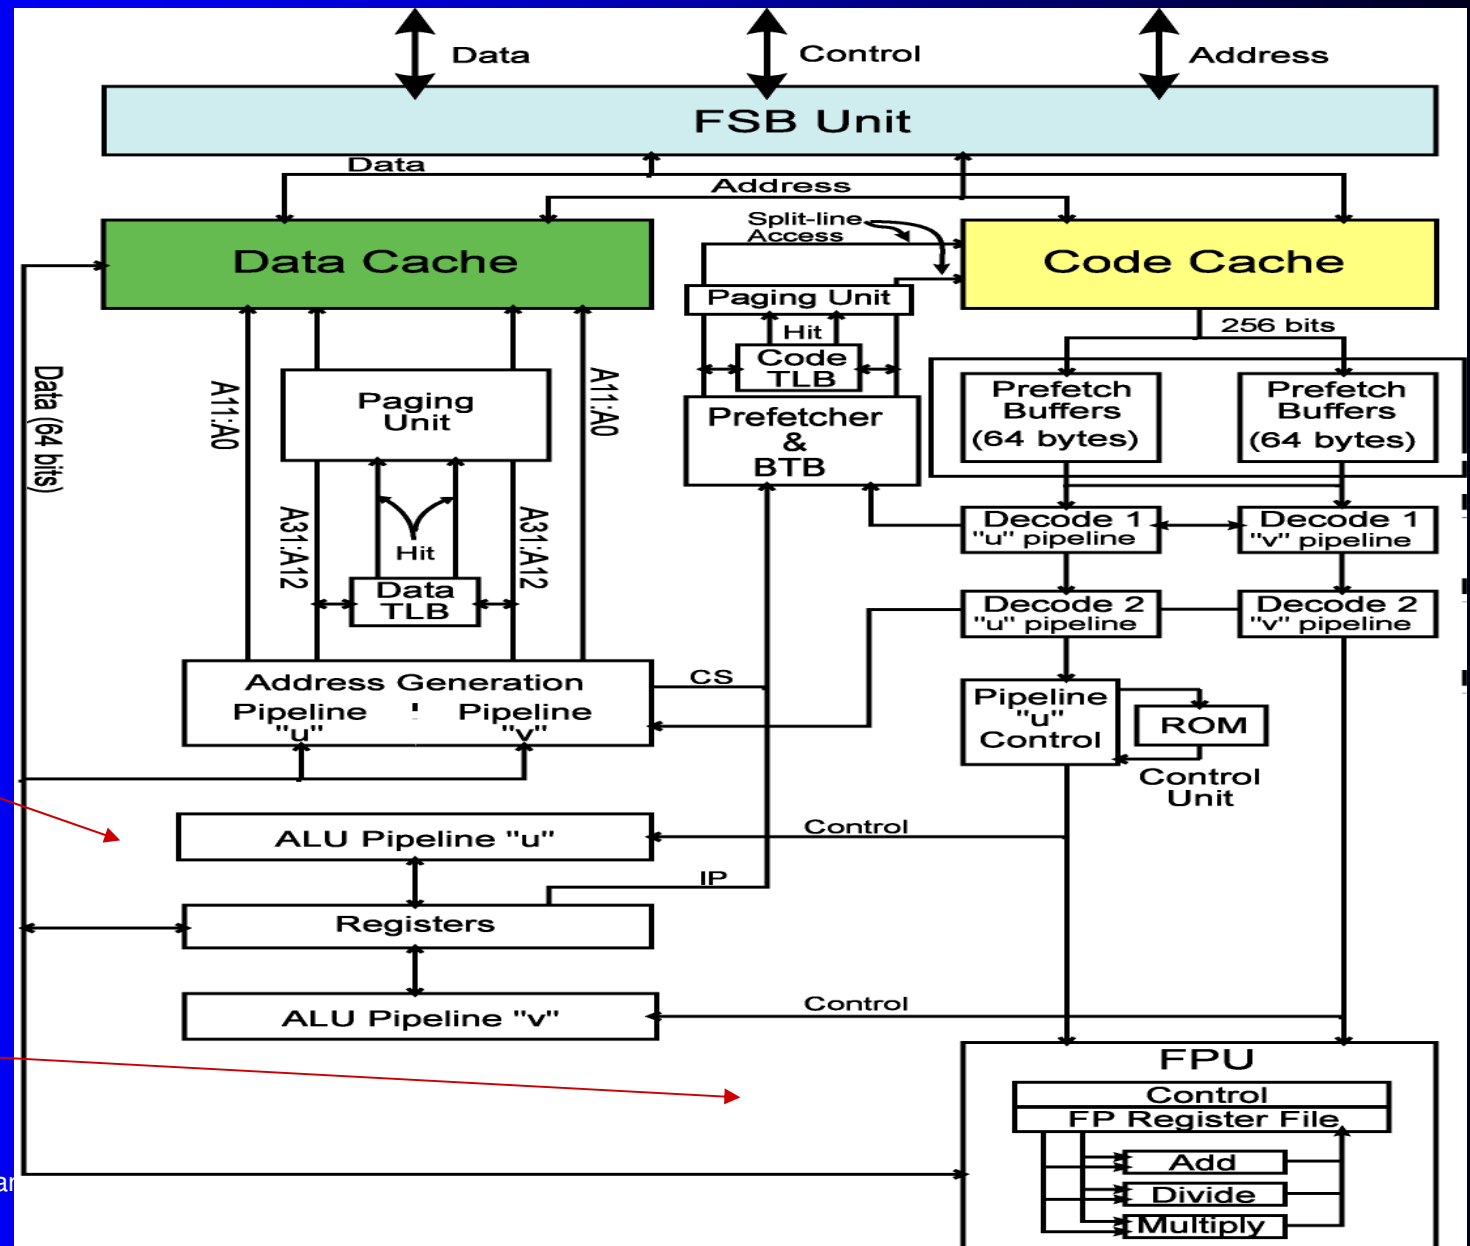 Data
Control
Address
FSB Unit
Data
Address
Split-line
Access
Data Cache
Code Cache
Paging Unit
Hit
Code
TLB
Prefetcher
&
BTB
256 bits
Prefetch
Buffers
(64 bytes)
Prefetch
Buffers
(64 bytes)
Data (64 bits)
A11:A0
Paging
Unit
A11:A0
A31:A12
Hit
A31:A12
Data
TLB
Decode 1
"u" pipeline
Decode 1
"v" pipeline
Decode 2
"u" pipeline
Decode 2
"v" pipeline
Address Generation
Pipeline
"u"
Pipeline
"v"
CS
Pipeline
"u"
Control
ROM
Control
Unit
ALU Pipeline "u"
Control
IP
Registers
ALU Pipeline "v"
Control
FPU
Control
FP Register File
Add
Divide
Multiply